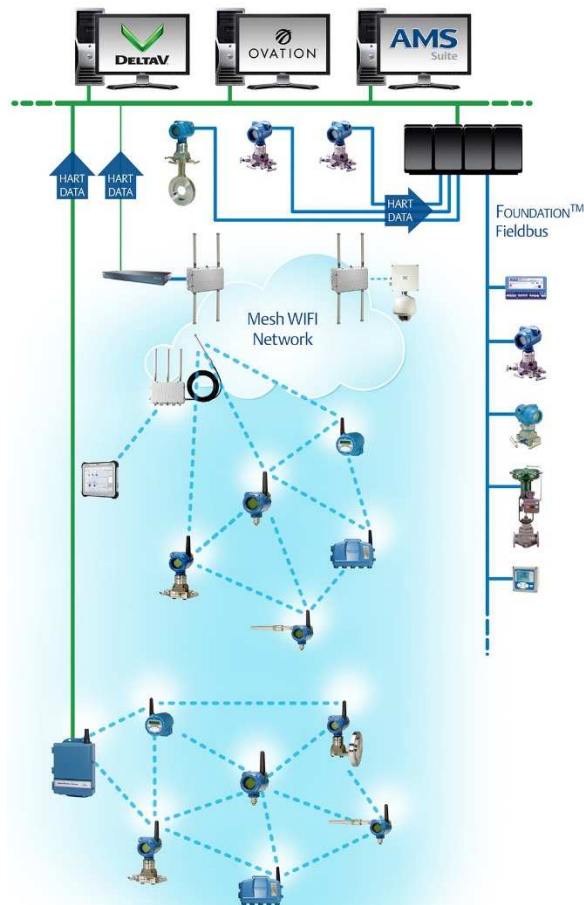 DELTAV
OVATION
AMS
Suite
HART
DATA
HART
DATA
HART
DATA
FOUNDATION™
Fieldbus
Mesh WIFI
Network